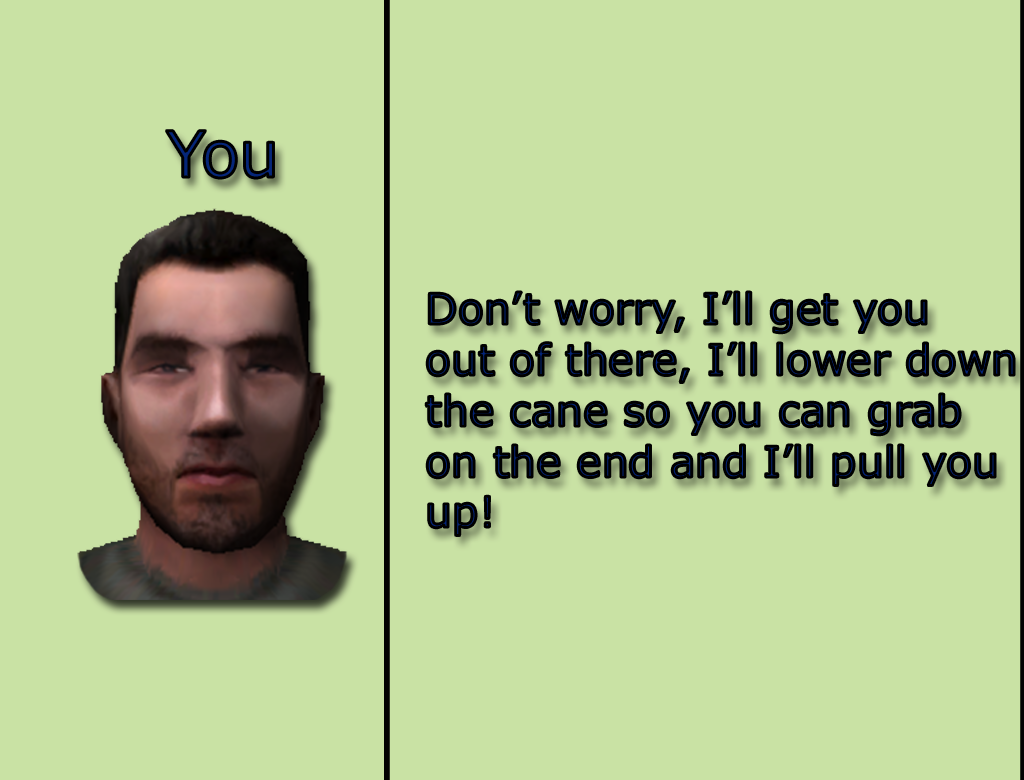 You
Don’t worry, I’ll get you
out of there, I’ll lower down
the cane so you can grab
on the end and I’ll pull you
up!